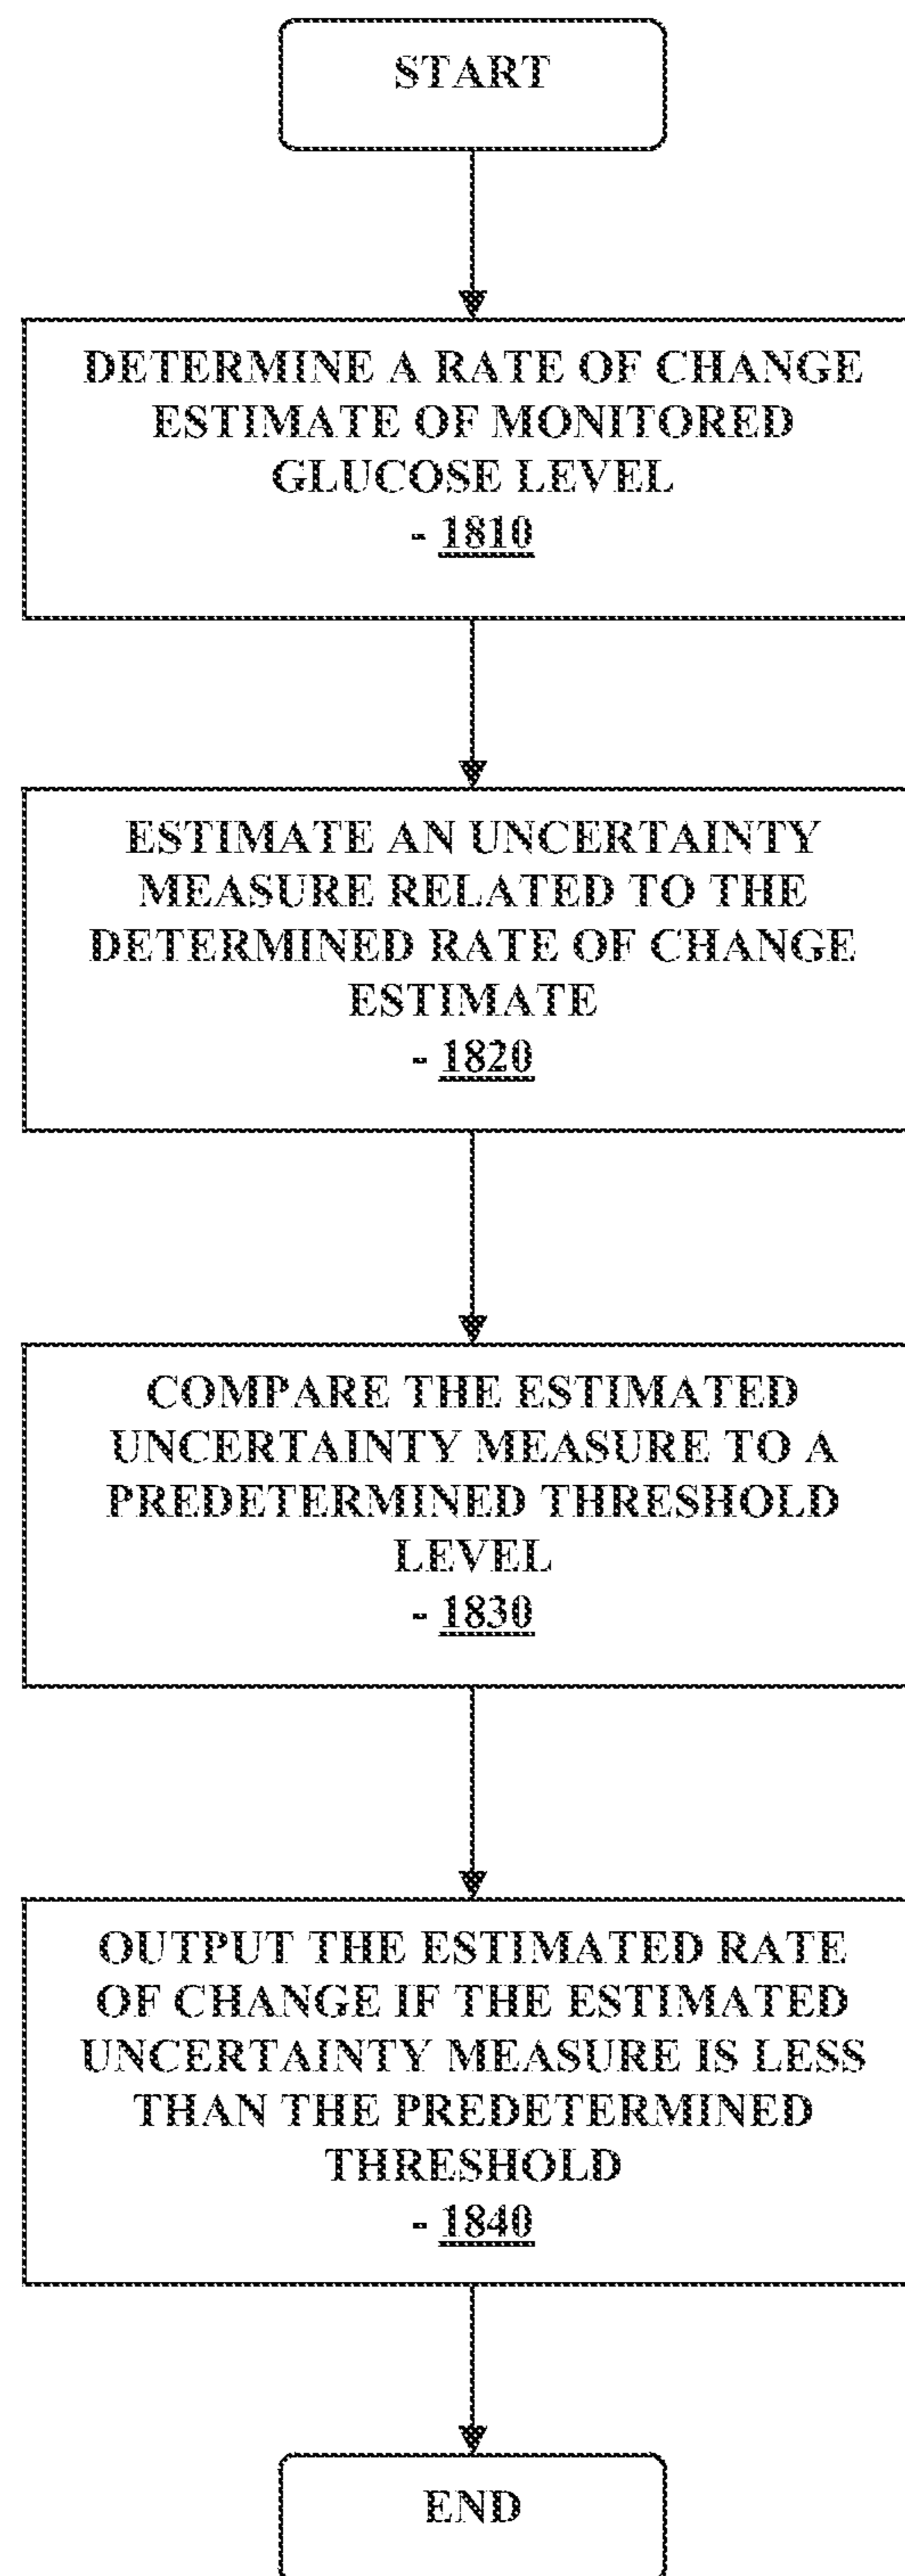 START
DETERMINE A RATE OF CHANGE
ESTIMATE OF MONITORED
GLUCOSE LEVEL
- 1810
ESTIMATE AN UNCERTAINTY
MEASURE RELATED TO THE
DETERMINED RATE OF CHANGE
ESTIMATE
- 1820
COMPARE THE ESTIMATED
UNCERTAINTY MEASURE TO A
PREDETERMINED THRESHOLD
LEVEL
- 1830
OUTPUT THE ESTIMATED RATE
OF CHANGE IF THE ESTIMATED
UNCERTAINTY MEASURE IS LESS
THAN THE PREDETERMINED
THRESHOLD
- 1840
END